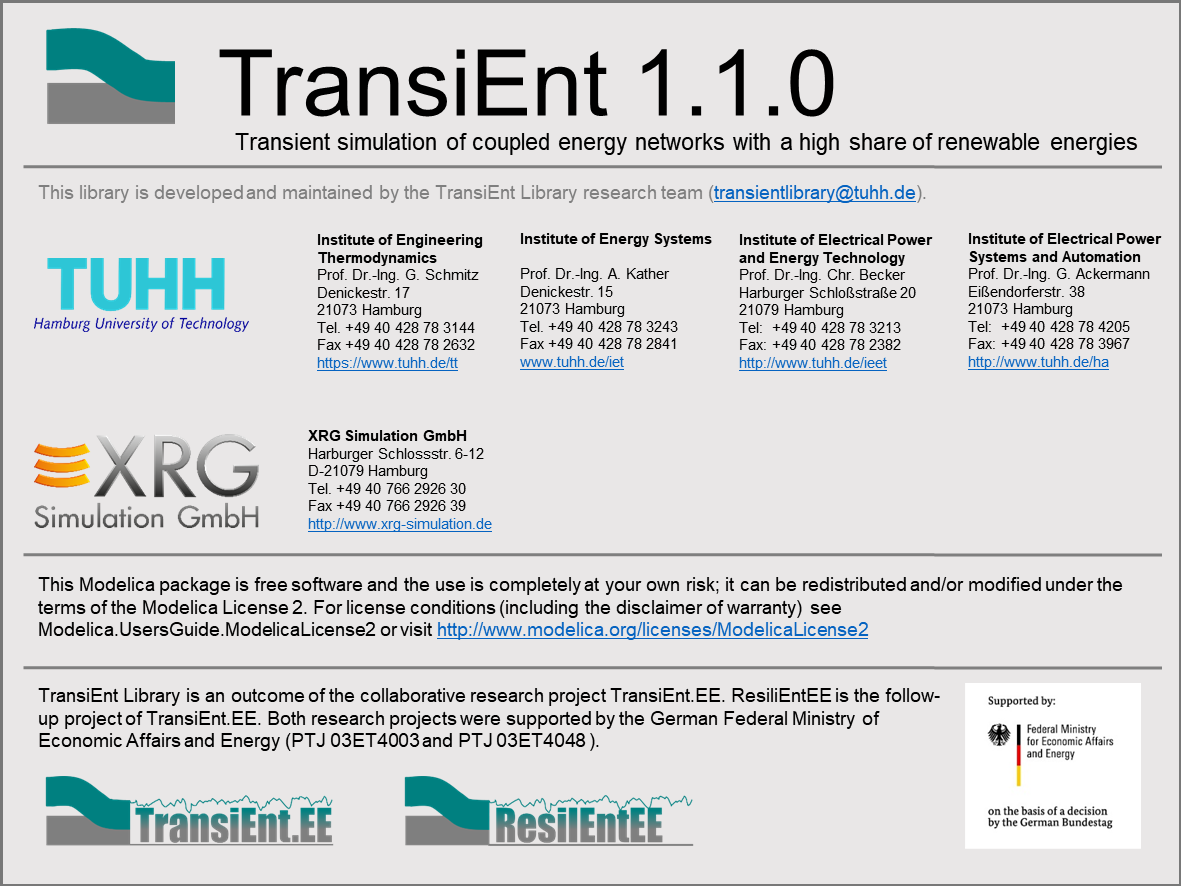 TransiEnt 1.1.0
Transient simulation of coupled energy networks with a high share of renewable energies
This library is developed and maintained by the TransiEnt Library research team (transientlibrary@tuhh.de).
TUHH
Hamburg University of Technology
Institute of Engineering
Thermodynamics
Prof. Dr.-Ing. G. Schmitz
Denickestr. 17
21073 Hamburg
Tel. +49 40 428 78 3144
Fax +49 40 428 78 2632
https://www.tuhh.de/tt
Institute of Energy Systems
Prof. Dr.-Ing. A. Kather
Denickestr. 15
21073 Hamburg
Tel. +49 40 428 78 3243
Fax +49 40 428 78 2841
www.tuhh.de/iet
Institute of Electrical Power
and Energy Technology
Prof. Dr.-Ing. Chr. Becker
Harburger Schloßstraße 20
21079 Hamburg
Tel: +49 40 428 78 3213
Fax: +49 40 428 78 2382
http://www.tuhh.de/ieet
Institute of Electrical Power
Systems and Automation
Prof. Dr.-Ing. G. Ackermann
Eißendorferstr. 38
21073 Hamburg
Tel: +49 40 428 78 4205
Fax: +49 40 428 78 3967
http://www.tuhh.de/ha
XRG
Simulation GmbH
XRG Simulation GmbH
Harburger Schlossstr. 6-12
D-21079 Hamburg
Tel. +49 40 766 2926 30
Fax +49 40 766 2926 39
http://www.xrg-simulation.de
This Modelica package is free software and the use is completely at your own risk; it can be redistributed and/or modified under the
terms of the Modelica License 2. For license conditions (including the disclaimer of warranty) see
Modelica.UsersGuide.ModelicaLicense2 or visit http://www.modelica.org/licenses/ModelicaLicense2
TransiEnt Library is an outcome of the collaborative research project TransiEnt.EE. ResiliEntEE is the follow-
up project of TransiEnt.EE. Both research projects were supported by the German Federal Ministry of
Economic Affairs and Energy (PTJ 03ET4003 and PTJ 03ET4048 ).
TransiEnt.EE
ResilIEntEE
Supported by:
Federal Ministry
for Economic Affairs
and Energy
on the basis of a decision
by the German Bundestag